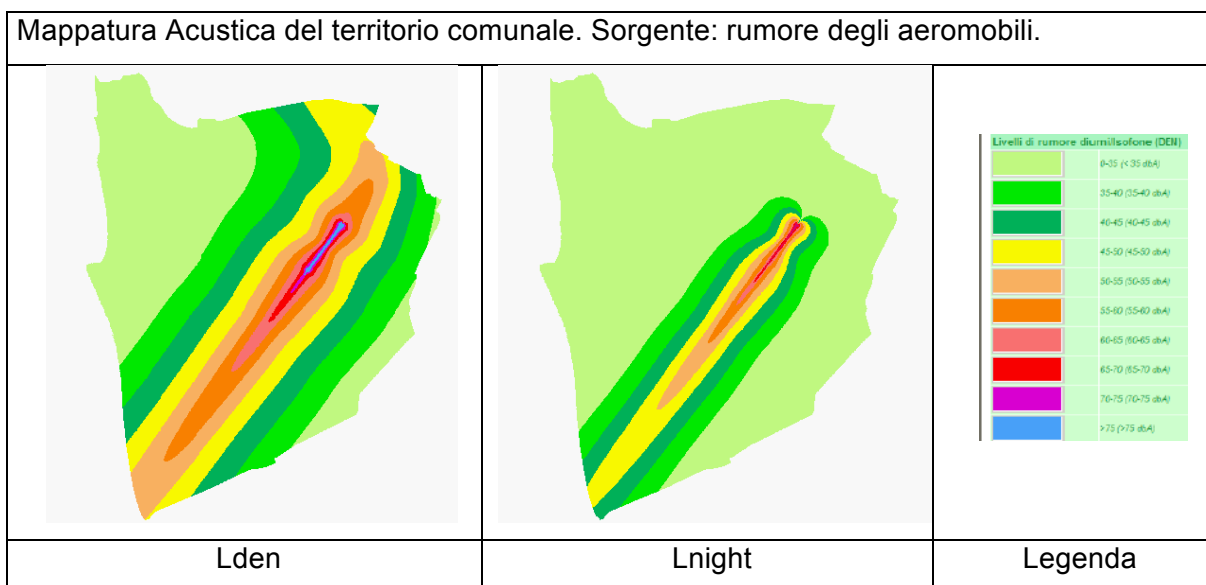 Mappatura Acustica del territorio comunale. Sorgente: rumore degli aeromobili.
Livelli di rumore
0-35 (< 35 dbA)
35-40 (35-40 dbA)
40-45 (40-45 dbA)
45-50 (45-50 dbA)
50-55 (50-55 dbA)
55-60 (55-60 dbA)
60-65 (60-65 dbA)
65-70 (65-70 dbA)
70-75 (70-75 dbA)
>75 (>75 dbA)
Lden
Lnight
Legenda